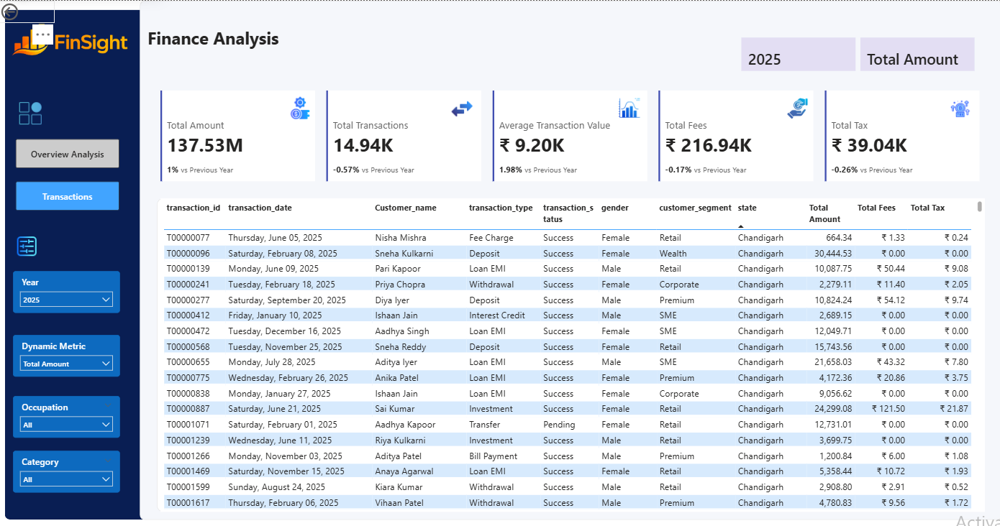 FinSight
Finance Analysis
2025
Total Amount
Total Amount
137.53M
1% vs Previous Year
Total Transactions
14.94K
-0.57% vs Previous Year
Average Transaction Value
₹ 9.20K
1.98% vs Previous Year
Total Fees
₹ 216.94K
-0.17% vs Previous Year
Total Tax
₹ 39.04K
-0.26% vs Previous Year
Overview Analysis
Transactions
Year
2025
Dynamic Metric
Total Amount
Occupation
All
Category
All
transaction_id transaction_date Customer_name transaction_type transaction_s gender customer_segment state Total Total Fees Total Tax
tatus Amount
T00000077 Thursday, June 05, 2025 Nisha Mishra Fee Charge Success Female Retail Chandigarh 664.34 ₹ 1.33 ₹ 0.24
T00000096 Saturday, February 08, 2025 Sneha Kulkarni Deposit Success Female Wealth Chandigarh 30,444.53 ₹ 0.00 ₹ 0.00
T00000139 Monday, June 09, 2025 Pari Kapoor Loan EMI Success Male Retail Chandigarh 10,087.75 ₹ 50.44 ₹ 9.08
T00000241 Tuesday, February 18, 2025 Priya Chopra Withdrawal Success Female Corporate Chandigarh 2,279.11 ₹ 11.40 ₹ 2.05
T00000277 Saturday, September 20, 2025 Diya Iyer Deposit Success Male Premium Chandigarh 10,824.24 ₹ 54.12 ₹ 9.74
T00000412 Friday, January 10, 2025 Ishaan Jain Interest Credit Success Male SME Chandigarh 2,689.15 ₹ 0.00 ₹ 0.00
T00000472 Tuesday, December 16, 2025 Aadhya Singh Loan EMI Success Female SME Chandigarh 12,049.71 ₹ 0.00 ₹ 0.00
T00000568 Tuesday, November 25, 2025 Sneha Reddy Deposit Success Female Retail Chandigarh 15,743.56 ₹ 0.00 ₹ 0.00
T00000655 Monday, July 28, 2025 Aditya Iyer Loan EMI Success Male SME Chandigarh 21,658.03 ₹ 43.32 ₹ 7.80
T00000775 Wednesday, February 26, 2025 Anika Patel Loan EMI Success Female Premium Chandigarh 4,172.36 ₹ 20.86 ₹ 3.75
T00000838 Monday, January 27, 2025 Ishaan Jain Loan EMI Success Female Corporate Chandigarh 9,056.62 ₹ 0.00 ₹ 0.00
T00000887 Saturday, June 21, 2025 Sai Kumar Investment Success Female Retail Chandigarh 24,299.08 ₹ 121.50 ₹ 21.87
T00001071 Saturday, February 01, 2025 Aadhya Kapoor Transfer Pending Female Retail Chandigarh 12,731.01 ₹ 0.00 ₹ 0.00
T00001239 Wednesday, June 11, 2025 Riya Kulkarni Investment Success Male Retail Chandigarh 3,699.75 ₹ 0.00 ₹ 0.00
T00001266 Monday, November 03, 2025 Aditya Patel Bill Payment Success Male Premium Chandigarh 1,200.84 ₹ 6.00 ₹ 1.08
T00001469 Saturday, November 15, 2025 Anaya Agarwal Loan EMI Success Female Retail Chandigarh 5,358.44 ₹ 10.72 ₹ 1.93
T00001599 Sunday, August 24, 2025 Kiara Kumar Withdrawal Success Male Retail Chandigarh 2,908.80 ₹ 2.91 ₹ 0.52
T00001617 Thursday, February 06, 2025 Vihaan Patel Withdrawal Success Male Premium Chandigarh 4,780.83 ₹ 9.56 ₹ 1.72